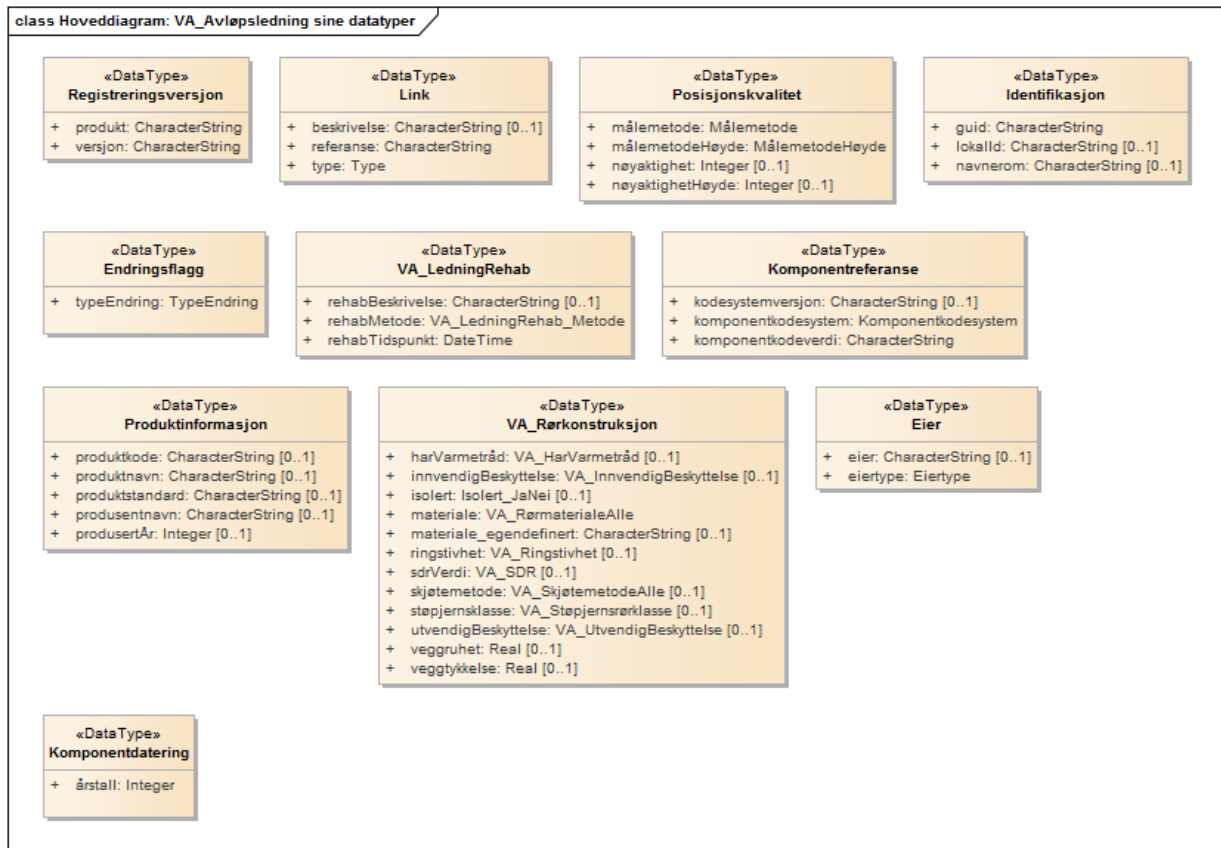 class Hoveddiagram: VA_Avløpsledning sine datatyper
«DataType»
Registreringsversjon
+ produkt: CharacterString
+ versjon: CharacterString
«DataType»
Link
+ beskrivelse: CharacterString [0..1]
+ referanse: CharacterString
+ type: Type
«DataType»
Posisjonskvalitet
+ målemetode: Målemetode
+ målemetodeHøyde: MålemetodeHøyde
+ nøyaktighet: Integer [0..1]
+ nøyaktighetHøyde: Integer [0..1]
«DataType»
Identifikasjon
+ guid: CharacterString
+ lokalId: CharacterString [0..1]
+ navnerom: CharacterString [0..1]
«DataType»
Endringsflagg
+ typeEndring: TypeEndring
«DataType»
VA_LedningRehab
+ rehabBeskrivelse: CharacterString [0..1]
+ rehabMetode: VA_LedningRehab_Metode
+ rehabTidspunkt: DateTime
«DataType»
Komponentreferanse
+ kodesystemversjon: CharacterString [0..1]
+ komponentkodesystem: Komponentkodesystem
+ komponentkodeverdi: CharacterString
«DataType»
Produktinformasjon
+ produktkode: CharacterString [0..1]
+ produktnavn: CharacterString [0..1]
+ produktstandard: CharacterString [0..1]
+ produsentnavn: CharacterString [0..1]
+ produsertÅr: Integer [0..1]
«DataType»
VA_Rørkonstruksjon
+ harVarmetråd: VA_HarVarmetråd [0..1]
+ innvendigBeskyttelse: VA_InnvendigBeskyttelse [0..1]
+ isolert: Isolert_JaNei [0..1]
+ materiale: VA_RørmaterialeAlle
+ materiale_egendefinert: CharacterString [0..1]
+ ringstivhet: VA_Ringstivhet [0..1]
+ sdrVerdi: VA_SDR [0..1]
+ skjøtemetode: VA_SkjøtemetodeAlle [0..1]
+ støpjernsklasse: VA_Støpjernsrørklasse [0..1]
+ utvendigBeskyttelse: VA_UtvendigBeskyttelse [0..1]
+ veggruhet: Real [0..1]
+ veggtykkelse: Real [0..1]
«DataType»
Eier
+ eier: CharacterString [0..1]
+ eiertype: Eiertype
«DataType»
Komponentdatering
+ årstall: Integer